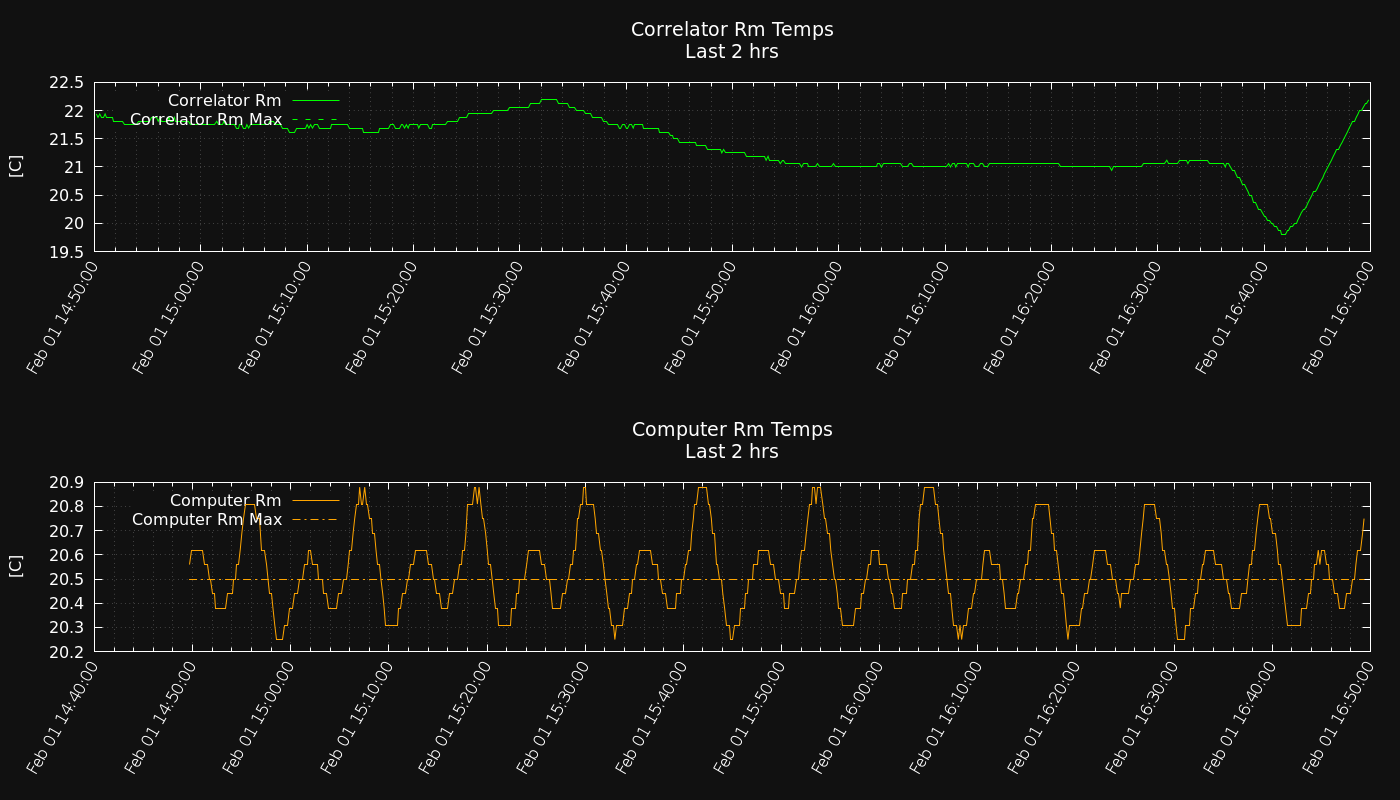 Correlator Rm Temps
Last 2 hrs
22.5
22
21.5
21
20.5
20
19.5
[C]
Correlator Rm
Correlator Rm Max
Feb 01 14:50:00
Feb 01 15:00:00
Feb 01 15:10:00
Feb 01 15:20:00
Feb 01 15:30:00
Feb 01 15:40:00
Feb 01 15:50:00
Feb 01 16:00:00
Feb 01 16:10:00
Feb 01 16:20:00
Feb 01 16:30:00
Feb 01 16:40:00
Feb 01 16:50:00
Computer Rm Temps
Last 2 hrs
20.9
20.8
20.7
20.6
20.5
20.4
20.3
20.2
[C]
Computer Rm
Computer Rm Max
Feb 01 14:40:00
Feb 01 14:50:00
Feb 01 15:00:00
Feb 01 15:10:00
Feb 01 15:20:00
Feb 01 15:30:00
Feb 01 15:40:00
Feb 01 15:50:00
Feb 01 16:00:00
Feb 01 16:10:00
Feb 01 16:20:00
Feb 01 16:30:00
Feb 01 16:40:00
Feb 01 16:50:00